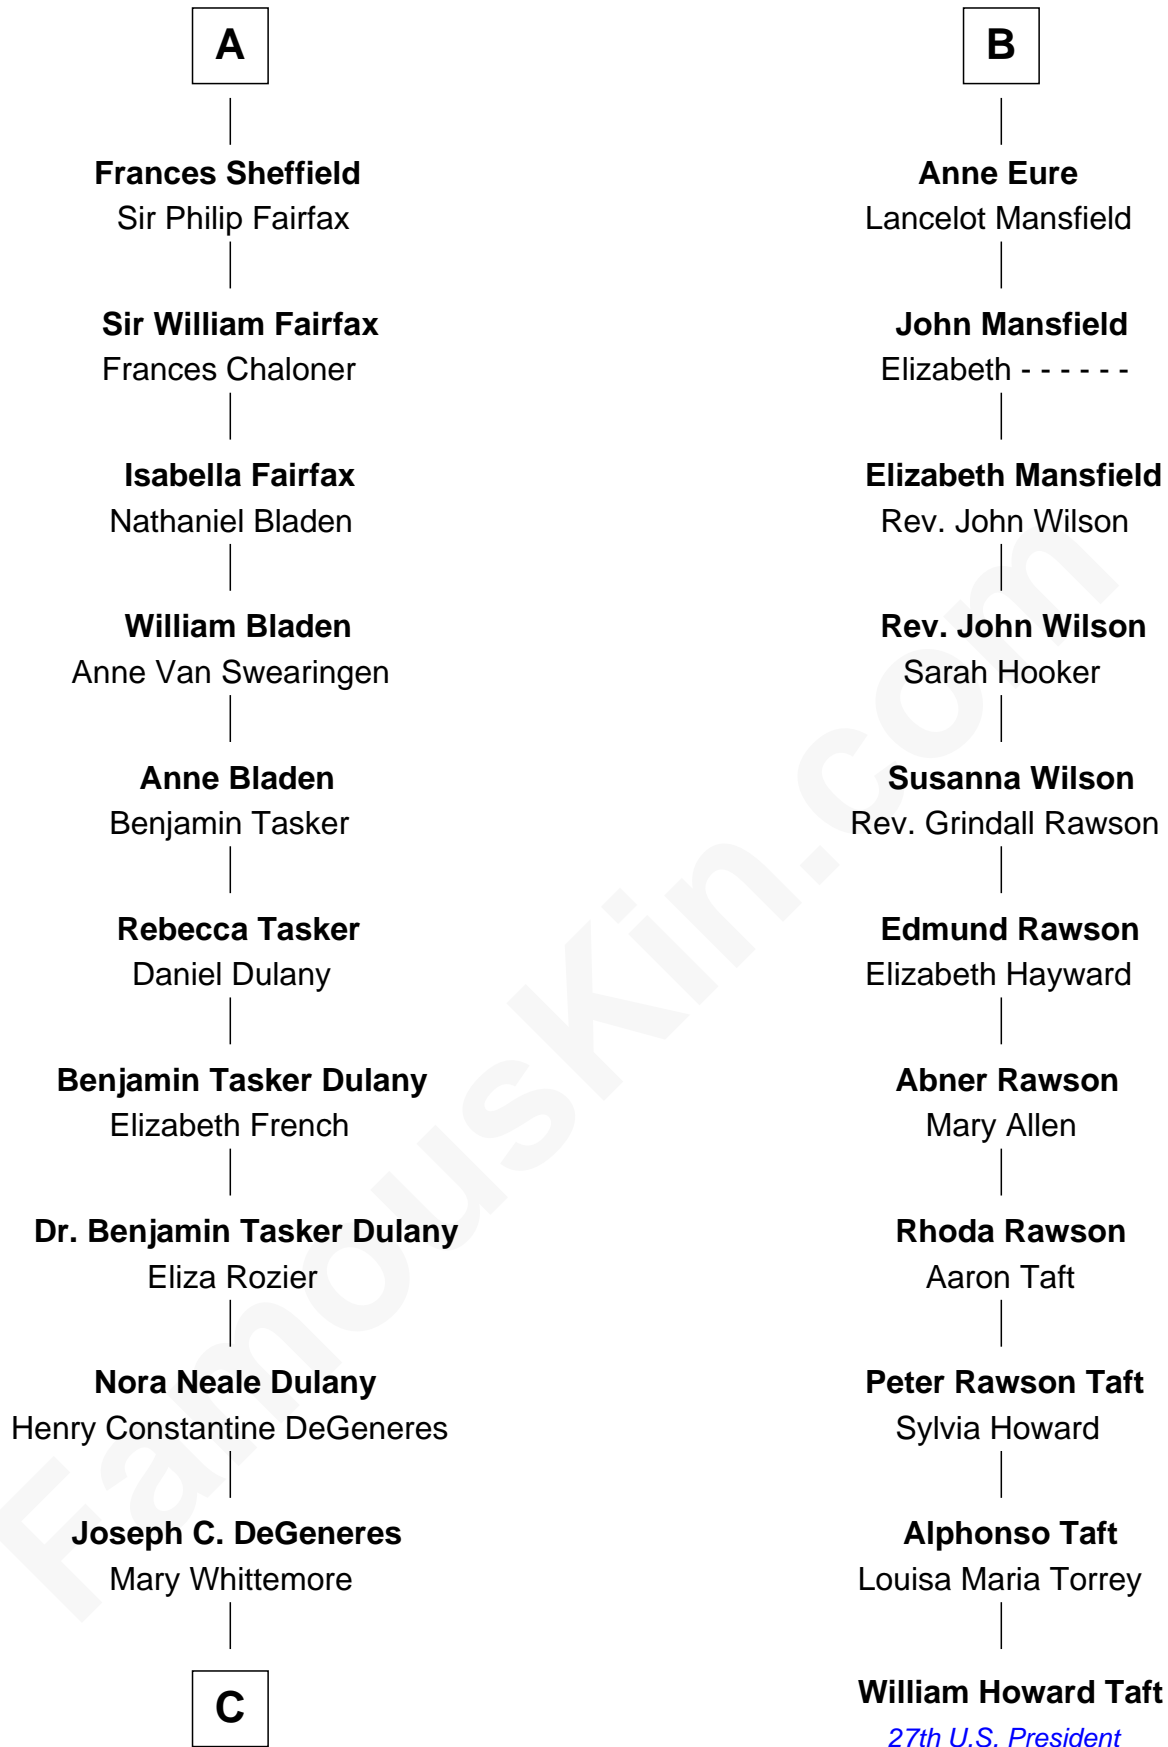 A
Frances Sheffield
Sir Philip Fairfax
Sir William Fairfax
Frances Chaloner
Isabella Fairfax
Nathaniel Bladen
William Bladen
Anne Van Swearingen
Anne Bladen
Benjamin Tasker
Rebecca Tasker
Daniel Dulany
Benjamin Tasker Dulany
Elizabeth French
Dr. Benjamin Tasker Dulany
Eliza Rozier
Nora Neale Dulany
Henry Constantine DeGeneres
Joseph C. DeGeneres
Mary Whittemore
C
B
Anne Eure
Lancelot Mansfield
John Mansfield
Elizabeth - - - - - -
Elizabeth Mansfield
Rev. John Wilson
Rev. John Wilson
Sarah Hooker
Susanna Wilson
Rev. Grindall Rawson
Edmund Rawson
Elizabeth Hayward
Abner Rawson
Mary Allen
Rhoda Rawson
Aaron Taft
Peter Rawson Taft
Sylvia Howard
Alphonso Taft
Louisa Maria Torrey
William Howard Taft
27th U.S. President
FamousKin.com